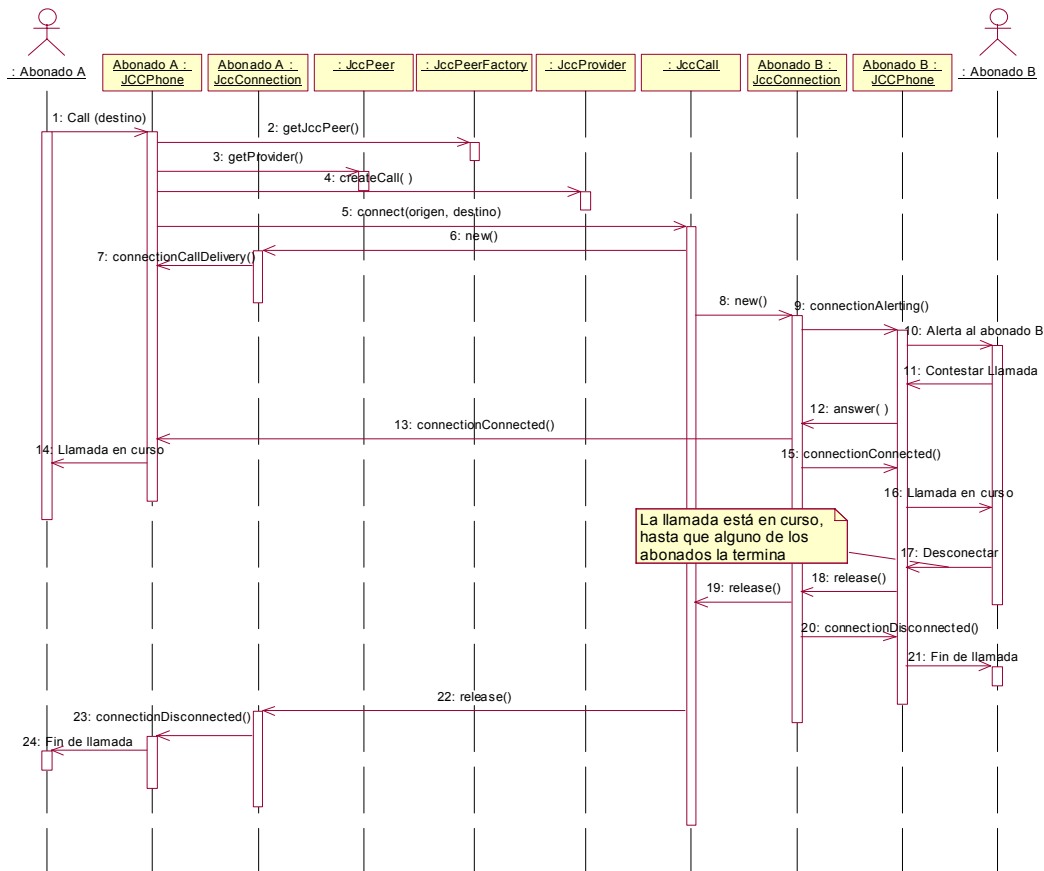 : Abonado A
Abonado A :
JCCPhone
Abonado A :
JccConnection
: JccPeer
: JccPeerFactory
: JccProvider
: JccCall
Abonado B :
JccConnection
Abonado B :
JCCPhone
: Abonado B
1: Call (destino)
2: getJccPeer()
3: getProvider()
4: createCall( )
5: connect(origen, destino)
6: new()
7: connectionCallDelivery()
8: new()
9: connectionAlerting()
10: Alerta al abonado B
11: Contestar Llamada
12: answer( )
13: connectionConnected()
14: Llamada en curso
15: connectionConnected()
16: Llamada en curso
La llamada está en curso,
hasta que alguno de los
abonados la termina
17: Desconectar
18: release()
19: release()
20: connectionDisconnected()
21: Fin de llamada
22: release()
23: connectionDisconnected()
24: Fin de llamada